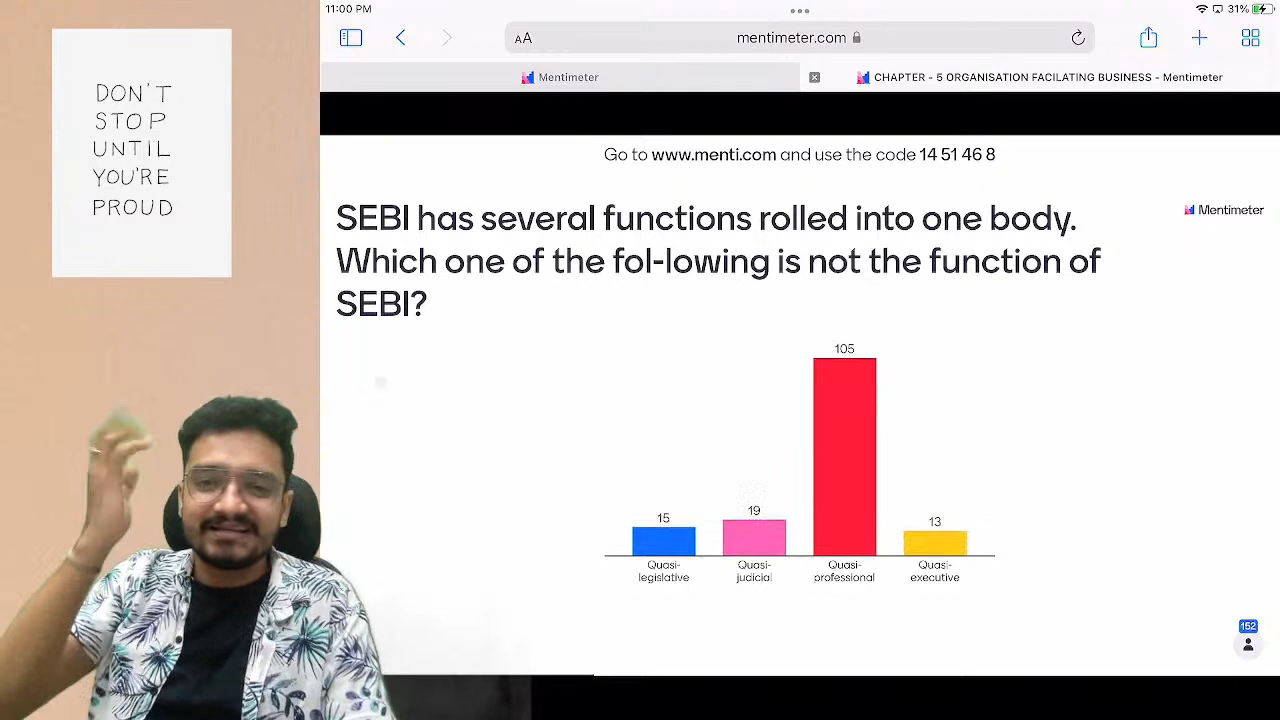 DON'T
STOP
UNTIL
YOU'RE
PROUD
11:00 PM
31%
AA
mentimeter.com
Mentimeter
CHAPTER - 5 ORGANISATION FACILATING BUSINESS - Mentimeter
Go to www.menti.com and use the code 14 51 46 8
SEBI has several functions rolled into one body.
Which one of the fol-lowing is not the function of
SEBI?
Mentimeter
105
15
19
13
Quasi-
legislative
Quasi-
judicial
Quasi-
professional
Quasi-
executive
152